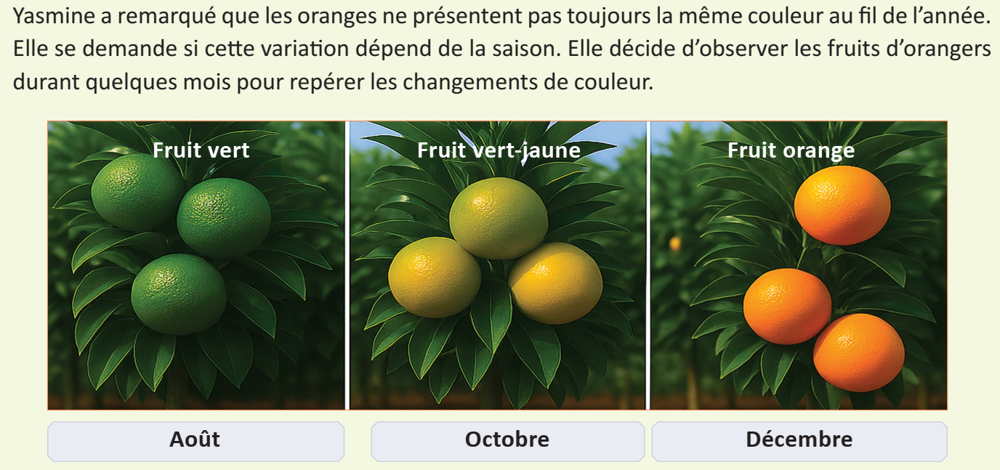 Yasmine a remarqué que les oranges ne présentent pas toujours la même couleur au fil de l’année.
Elle se demande si cette variation dépend de la saison. Elle décide d’observer les fruits d’orangers
durant quelques mois pour repérer les changements de couleur.
Fruit vert
Fruit vert-jaune
Fruit orange
Août
Octobre
Décembre